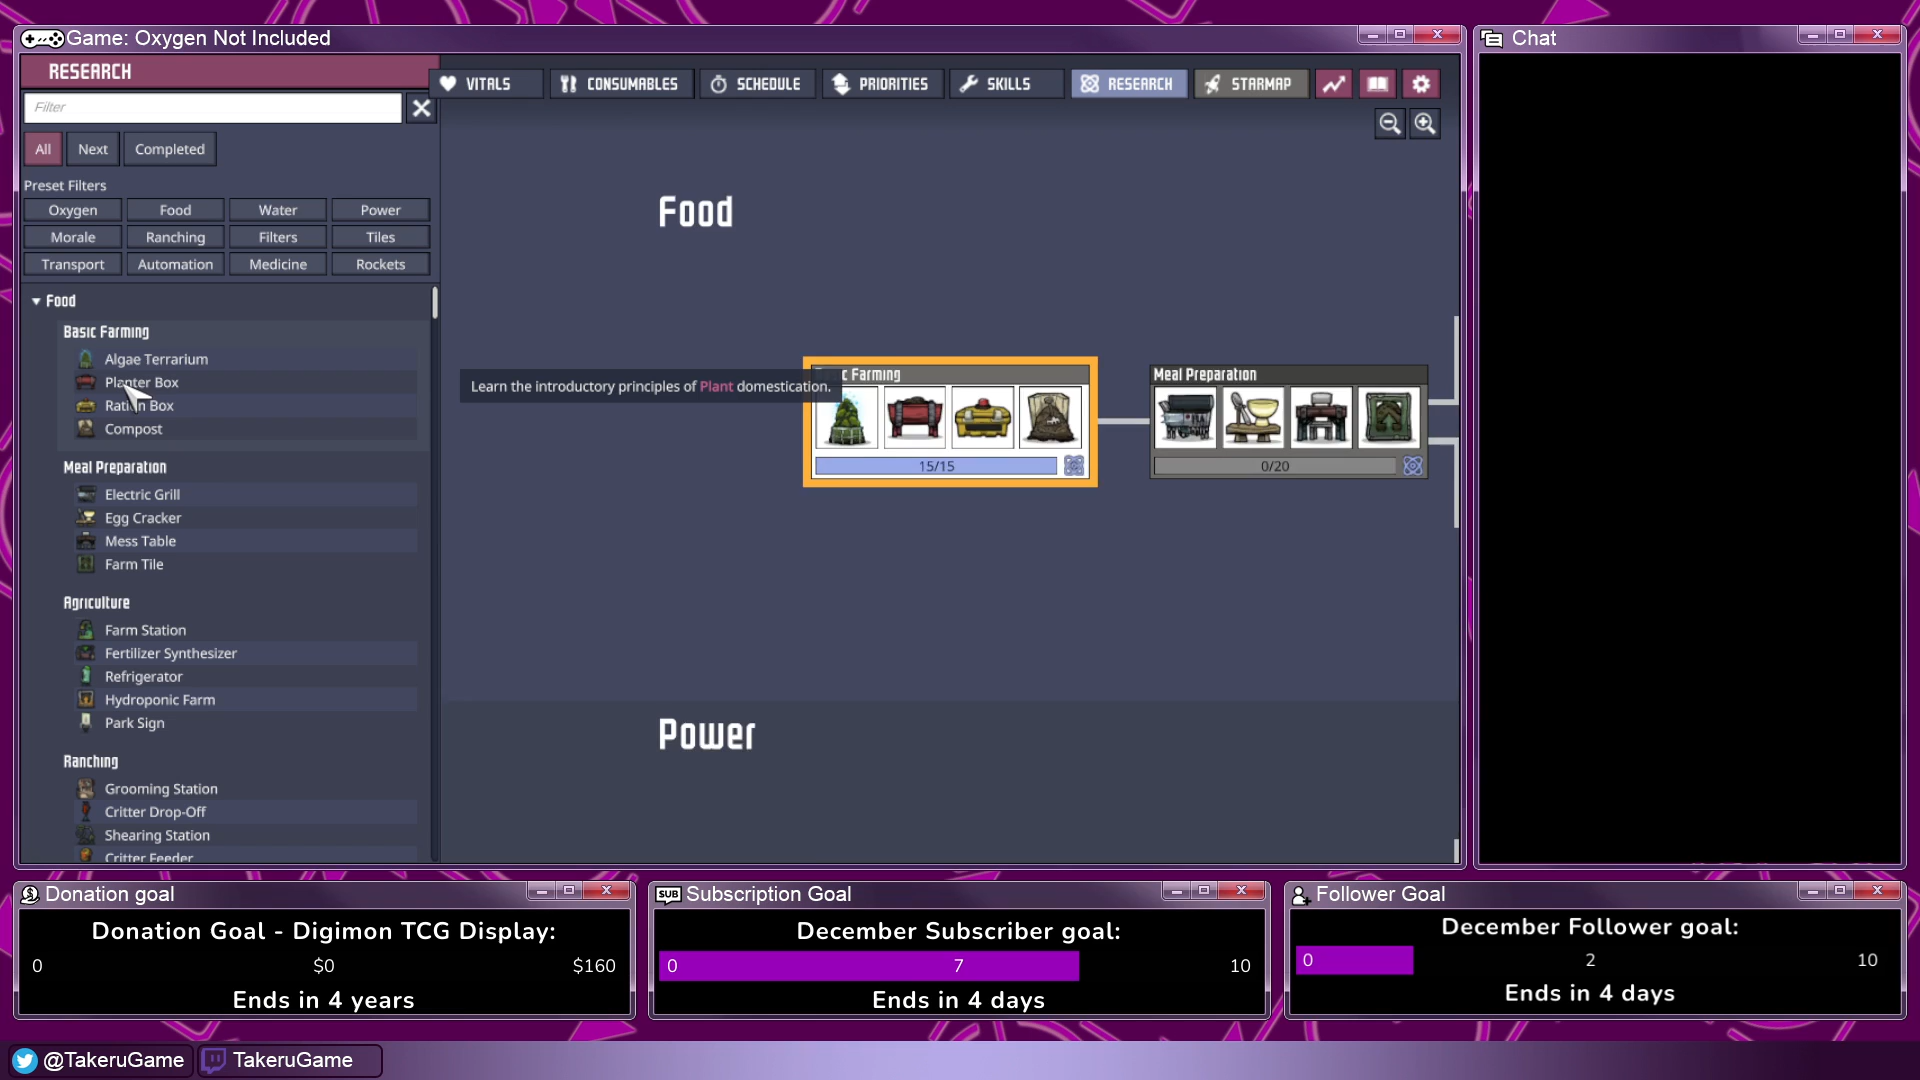 Game: Oxygen Not Included
Chat
RESEARCH
VITALS
CONSUMABLES
SCHEDULE
PRIORITIES
SKILLS
RESEARCH
STARMAP
Filter
All
Next
Completed
Preset Filters
Oxygen
Food
Water
Power
Morale
Ranching
Filters
Tiles
Transport
Automation
Medicine
Rockets
Food
Basic Farming
Algae Terrarium
Planter Box
Ration Box
Compost
Meal Preparation
Electric Grill
Egg Cracker
Mess Table
Farm Tile
Agriculture
Farm Station
Fertilizer Synthesizer
Refrigerator
Hydroponic Farm
Park Sign
Ranching
Grooming Station
Critter Drop-Off
Shearing Station
Critter Feeder
Food
Learn the introductory principles of Plant domestication.
Farming
15/15
Meal Preparation
0/20
Power
Donation goal
Donation Goal - Digimon TCG Display:
0
$0
$160
Ends in 4 years
SUB
Subscription Goal
December Subscriber goal:
0
7
10
Ends in 4 days
Follower Goal
December Follower goal:
0
2
10
Ends in 4 days
@TakeruGame
TakeruGame